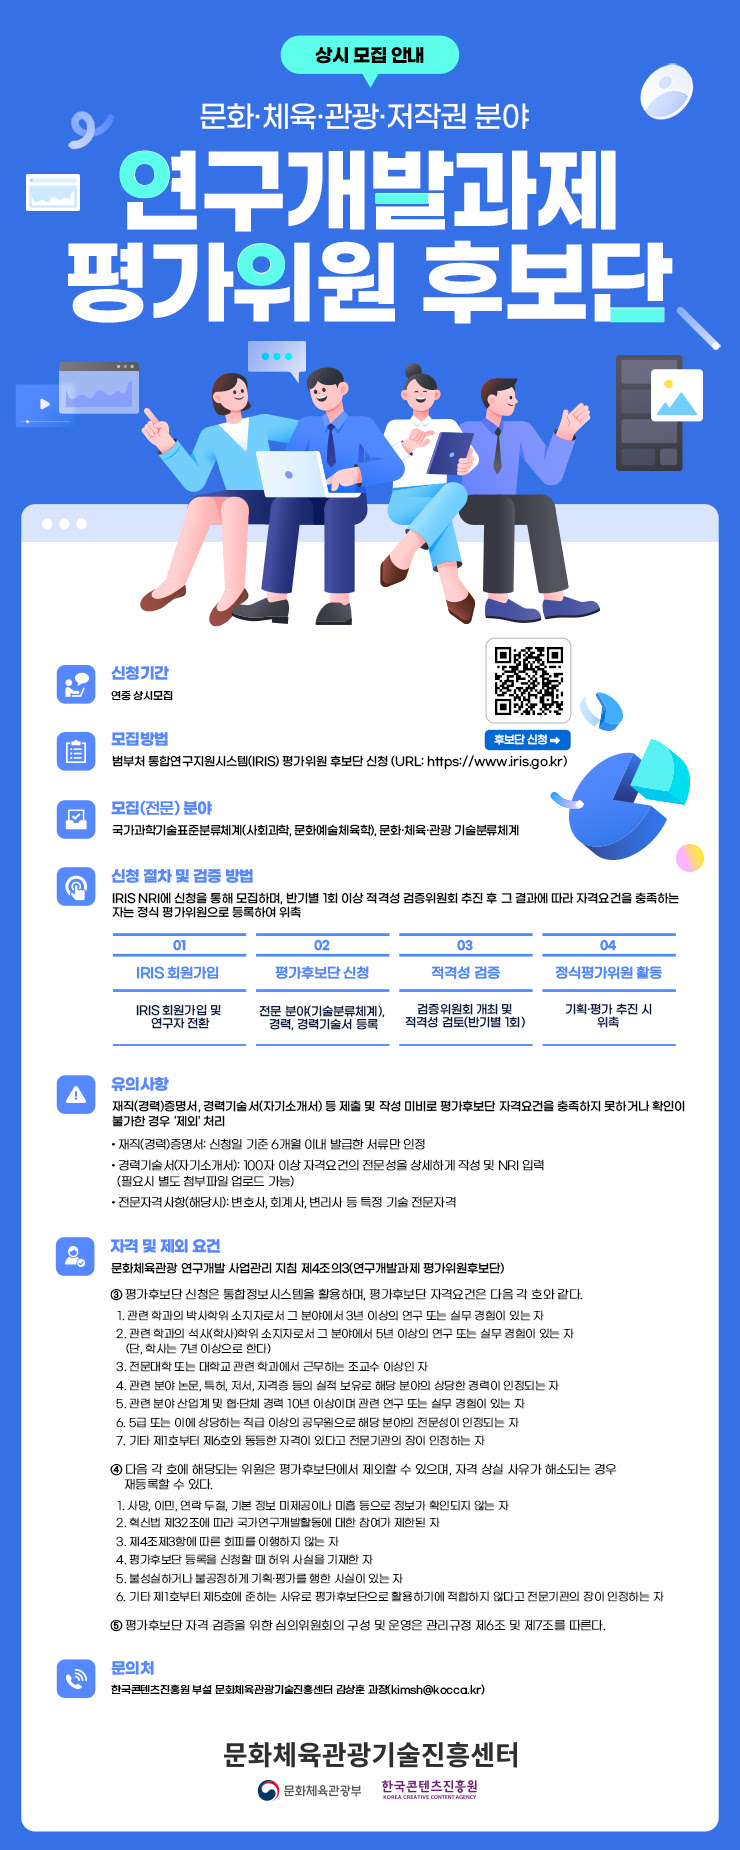 상시 모집 안내
문화·체육·관광·저작권 분야
연구개발과제
평가위원 후보단
신청기간
연중 상시모집
후보단 신청 ➡
모집방법
범부처 통합연구지원시스템(IRIS) 평가위원 후보단 신청 (URL: https://www.iris.go.kr)
모집(전문) 분야
국가과학기술표준분류체계(사회과학, 문화예술체육학), 문화·체육·관광 기술분류체계
신청 절차 및 검증 방법
IRIS NRI에 신청을 통해 모집하며, 반기별 1회 이상 적격성 검증위원회 추진 후 그 결과에 따라 자격요건을 충족하는
자는 정식 평가위원으로 등록하여 위촉
01
IRIS 회원가입
IRIS 회원가입 및
연구자 전환
02
평가후보단 신청
전문 분야(기술분류체계),
경력, 경력기술서 등록
03
적격성 검증
검증위원회 개최 및
적격성 검토(반기별 1회)
04
정식평가위원 활동
기획·평가 추진 시
위촉
유의사항
재직(경력)증명서, 경력기술서(자기소개서) 등 제출 및 작성 미비로 평가후보단 자격요건을 충족하지 못하거나 확인이
불가한 경우 '제외' 처리
• 재직(경력)증명서: 신청일 기준 6개월 이내 발급한 서류만 인정
• 경력기술서(자기소개서): 100자 이상 자격요건의 전문성을 상세하게 작성 및 NRI 입력
(필요시 별도 첨부파일 업로드 가능)
• 전문자격사항(해당시): 변호사, 회계사, 변리사 등 특정 기술 전문자격
자격 및 제외 요건
문화체육관광 연구개발 사업관리 지침 제4조의3(연구개발과제 평가위원후보단)
③ 평가후보단 신청은 통합정보시스템을 활용하며, 평가후보단 자격요건은 다음 각 호와 같다.
1. 관련 학과의 박사학위 소지자로서 그 분야에서 3년 이상의 연구 또는 실무 경험이 있는 자
2. 관련 학과의 석사(학사)학위 소지자로서 그 분야에서 5년 이상의 연구 또는 실무 경험이 있는 자
(단, 학사는 7년 이상으로 한다)
3. 전문대학 또는 대학교 관련 학과에서 근무하는 조교수 이상인 자
4. 관련 분야 논문, 특허, 저서, 자격증 등의 실적 보유로 해당 분야의 상당한 경력이 인정되는 자
5. 관련 분야 산업계 및 협·단체 경력 10년 이상이며 관련 연구 또는 실무 경험이 있는 자
6. 5급 또는 이에 상당하는 직급 이상의 공무원으로 해당 분야의 전문성이 인정되는 자
7. 기타 제1호부터 제6호와 동등한 자격이 있다고 전문기관의 장이 인정하는 자
④ 다음 각 호에 해당되는 위원은 평가후보단에서 제외할 수 있으며, 자격 상실 사유가 해소되는 경우
재등록할 수 있다.
1. 사망, 이민, 연락 두절, 기본 정보 미제공이나 미흡 등으로 정보가 확인되지 않는 자
2. 혁신법 제32조에 따라 국가연구개발활동에 대한 참여가 제한된 자
3. 제4조제3항에 따른 회피를 이행하지 않는 자
4. 평가후보단 등록을 신청할 때 허위 사실을 기재한 자
5. 불성실하거나 불공정하게 기획·평가를 행한 사실이 있는 자
6. 기타 제1호부터 제5호에 준하는 사유로 평가후보단으로 활용하기에 적합하지 않다고 전문기관의 장이 인정하는 자
⑤ 평가후보단 자격 검증을 위한 심의위원회의 구성 및 운영은 관리규정 제6조 및 제7조를 따른다.
문의처
한국콘텐츠진흥원 부설 문화체육관광기술진흥센터 김상훈 과장(kimsh@kocca.kr)
문화체육관광기술진흥센터
문화체육관광부
한국콘텐츠진흥원
KOREA CREATIVE CONTENT AGENCY